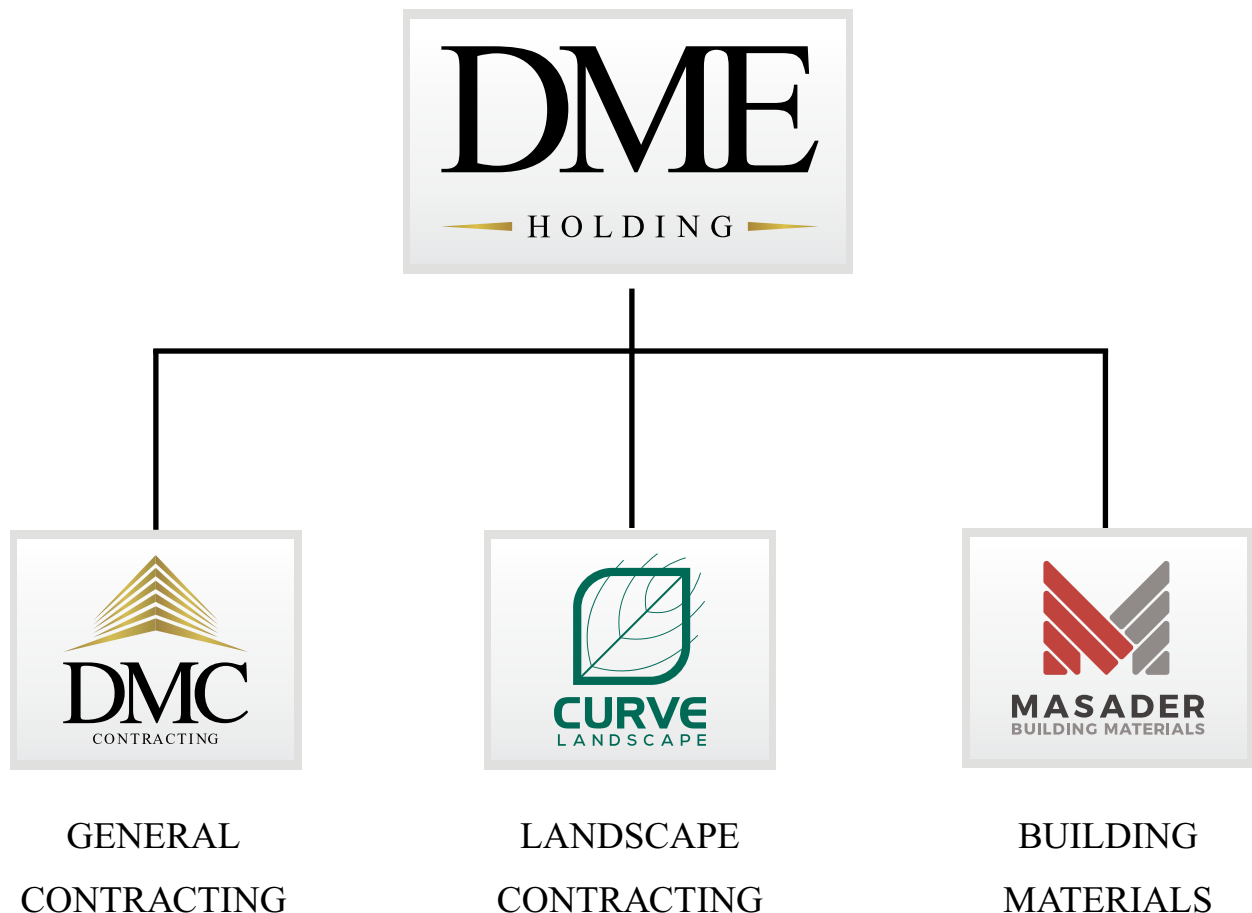 DME
HOLDING
DMC
CONTRACTING
CURVE
LANDSCAPE
MASADER
BUILDING MATERIALS
GENERAL
CONTRACTING
LANDSCAPE
CONTRACTING
BUILDING
MATERIALS